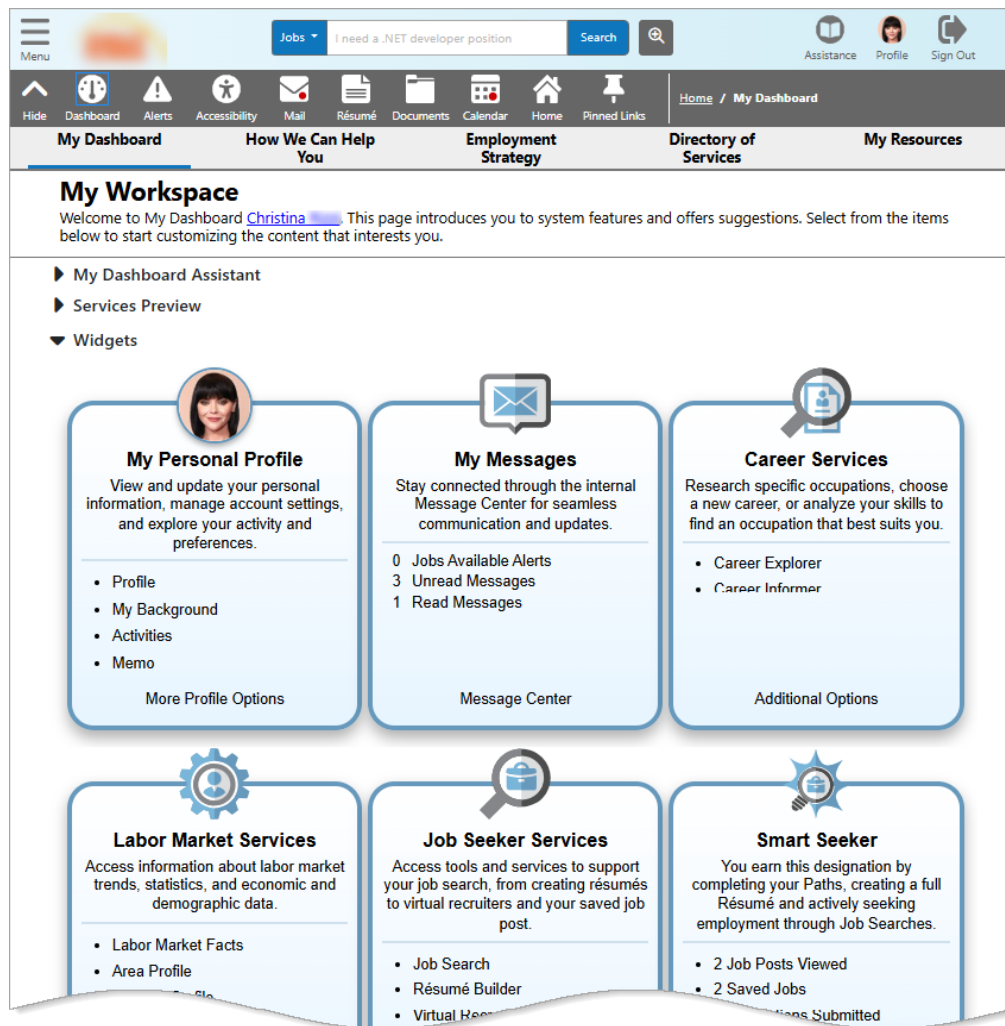 Menu
Jobs
I need a .NET developer position
Search
Assistance
Profile
Sign Out
Hide
Dashboard
Alerts
Accessibility
Mail
Résumé
Documents
Calendar
Home
Pinned Links
Home / My Dashboard
My Dashboard
How We Can Help
You
Employment
Strategy
Directory of
Services
My Resources
My Workspace
Welcome to My Dashboard Christina . This page introduces you to system features and offers suggestions. Select from the items
below to start customizing the content that interests you.
My Dashboard Assistant
Services Preview
Widgets
My Personal Profile
View and update your personal
information, manage account settings,
and explore your activity and
preferences.
• Profile
• My Background
• Activities
• Memo
More Profile Options
My Messages
Stay connected through the internal
Message Center for seamless
communication and updates.
0 Jobs Available Alerts
3 Unread Messages
1 Read Messages
Message Center
Career Services
Research specific occupations, choose
a new career, or analyze your skills to
find an occupation that best suits you.
• Career Explorer
• Career Informer
Additional Options
Labor Market Services
Access information about labor market
trends, statistics, and economic and
demographic data.
• Labor Market Facts
• Area Profile
Job Seeker Services
Access tools and services to support
your job search, from creating résumés
to virtual recruiters and your saved job
post.
• Job Search
• Résumé Builder
• Virtual
Smart Seeker
You earn this designation by
completing your Paths, creating a full
Résumé and actively seeking
employment through Job Searches.
• 2 Job Posts Viewed
• 2 Saved Jobs
Submitted